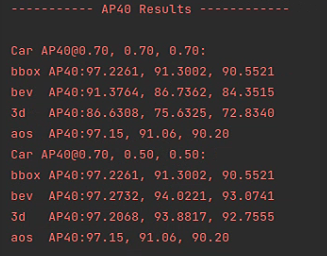 ----------- AP40 Results ------------
Car AP40@0.70, 0.70, 0.70:
bbox AP40:97.2261, 91.3002, 90.5521
bev  AP40:91.3764, 86.7362, 84.3515
3d   AP40:86.6308, 75.6325, 72.8340
aos  AP40:97.15, 91.06, 90.20
Car AP40@0.70, 0.50, 0.50:
bbox AP40:97.2261, 91.3002, 90.5521
bev  AP40:97.2732, 94.0221, 93.0741
3d   AP40:97.2068, 93.8817, 92.7555
aos  AP40:97.15, 91.06, 90.20